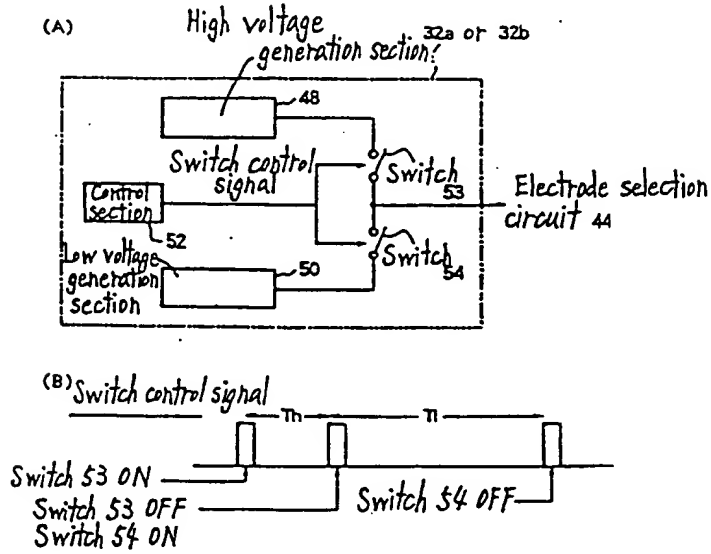 (A)
High voltage
generation section
32a or 32b
48
Switch control
signal
Switch
53
Control
section
52
Electrode selection
circuit 44
Low voltage
generation
section
50
Switch
54
(B) Switch control signal
Th
Tl
Switch 53 ON
Switch 53 OFF
Switch 54 ON
Switch 54 OFF